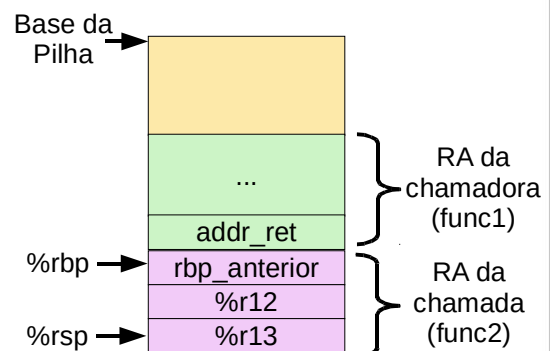 Base da
Pilha
...
RA da
chamadora
(func1)
addr_ret
%rbp
rbp_anterior
%r12
RA da
chamada
(func2)
%rsp
%r13